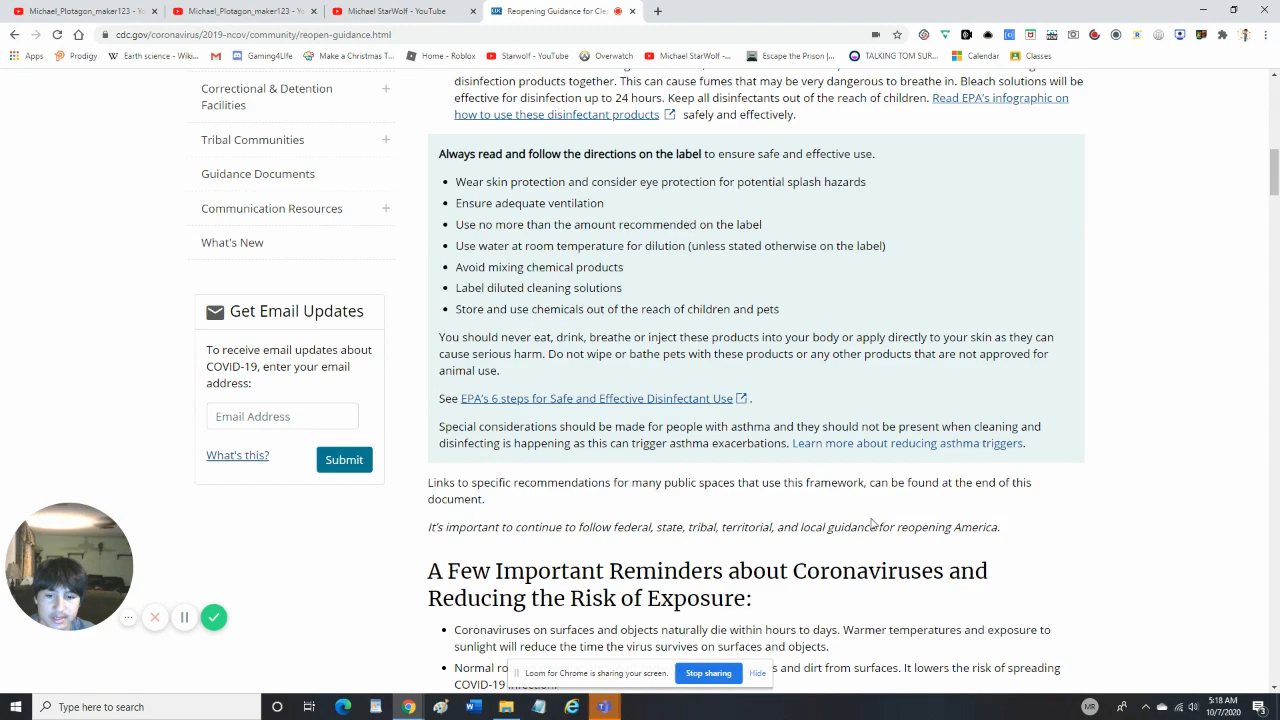 Michael_Plotagon_maker123 - Yo
Michael_Plotagon_maker123 - Yo
Michael StarWolf - YouTube
Reopening Guidance for Cle
cdc.gov/coronavirus/2019-ncov/community/reopen-guidance.html
Apps
Prodigy
Earth science - Wiki...
Gaming4Life
Make a Christmas T...
Home - Roblox
Starwolf - YouTube
Overwatch
Michael StarWolf -...
Escape the Prison |...
TALKING TOM SUR...
Calendar
Classes
Correctional & Detention
Facilities
Tribal Communities
Guidance Documents
Communication Resources
What's New
Get Email Updates
To receive email updates about
COVID-19, enter your email
address:
Email Address
What's this?
Submit
disinfection products together. This can cause fumes that may be very dangerous to breathe in. Bleach solutions will be
effective for disinfection up to 24 hours. Keep all disinfectants out of the reach of children. Read EPA's infographic on
how to use these disinfectant products safely and effectively.
Always read and follow the directions on the label to ensure safe and effective use.
• Wear skin protection and consider eye protection for potential splash hazards
• Ensure adequate ventilation
• Use no more than the amount recommended on the label
• Use water at room temperature for dilution (unless stated otherwise on the label)
• Avoid mixing chemical products
• Label diluted cleaning solutions
• Store and use chemicals out of the reach of children and pets
You should never eat, drink, breathe or inject these products into your body or apply directly to your skin as they can
cause serious harm. Do not wipe or bathe pets with these products or any other products that are not approved for
animal use.
See EPA's 6 steps for Safe and Effective Disinfectant Use .
Special considerations should be made for people with asthma and they should not be present when cleaning and
disinfecting is happening as this can trigger asthma exacerbations. Learn more about reducing asthma triggers.
Links to specific recommendations for many public spaces that use this framework, can be found at the end of this
document.
It's important to continue to follow federal, state, tribal, territorial, and local guidance for reopening America.
A Few Important Reminders about Coronaviruses and
Reducing the Risk of Exposure:
• Coronaviruses on surfaces and objects naturally die within hours to days. Warmer temperatures and exposure to
sunlight will reduce the time the virus survives on surfaces and objects.
• Normal ro
s and dirt from surfaces. It lowers the risk of spreading
COVID-19
Loom for Chrome is sharing your screen.
Stop sharing
Hide
Type here to search
5:18 AM
10/7/2020